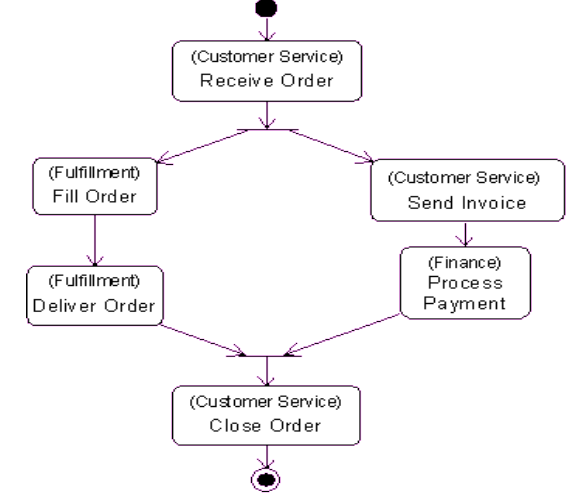 (Customer Service)
Receive Order
(Fulfillment)
Fill Order
(Customer Service)
Send Invoice
(Fulfillment)
Deliver Order
(Finance)
Process
Payment
(Customer Service)
Close Order